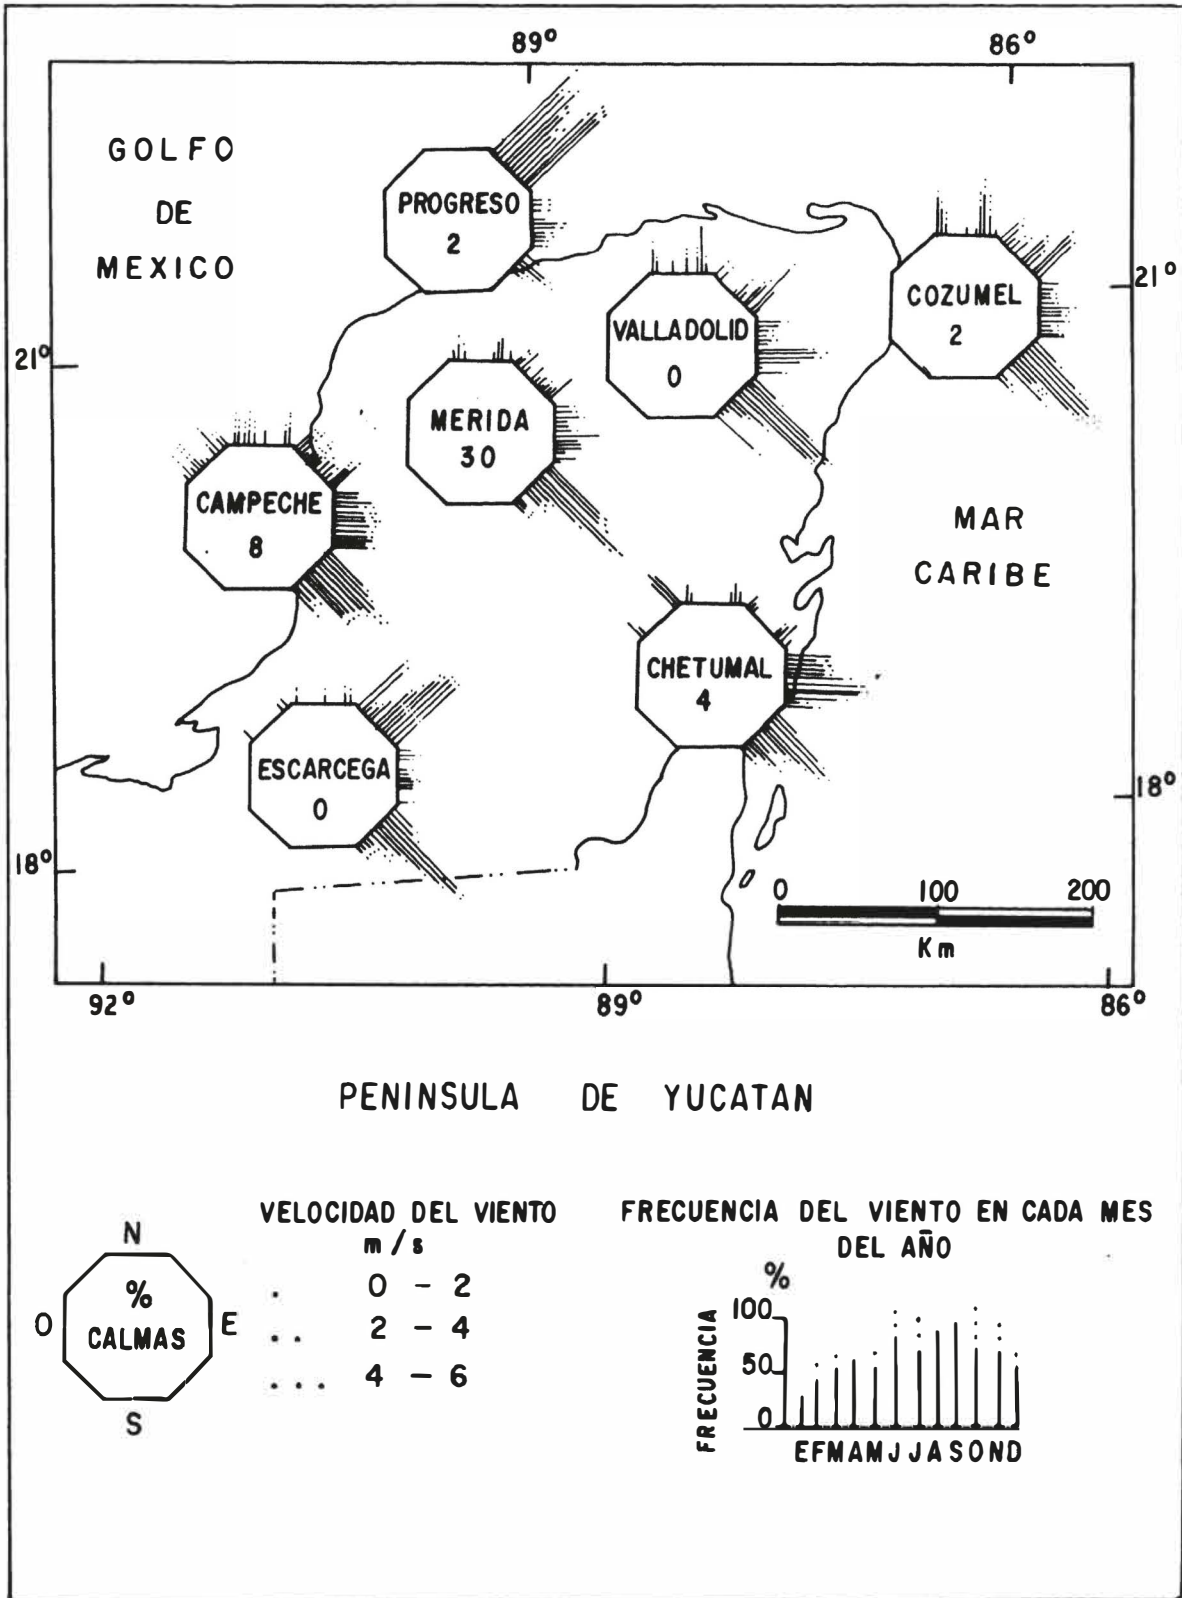 89°
86°
GOLFO
DE
MEXICO
PROGRESO
2
21°
COZUMEL
2
VALLADOLID
0
21°
MERIDA
30
CAMPECHE
8
MAR
CARIBE
CHETUMAL
4
ESCARCEGA
0
18°
18°
0 100 200
Km
92°
89°
86°
PENINSULA DE YUCATAN
VELOCIDAD DEL VIENTO
m/s
. 0 - 2
. . 2 - 4
. . . 4 - 6
N
%
CALMAS
O
E
S
FRECUENCIA DEL VIENTO EN CADA MES
DEL AÑO
%
FRECUENCIA
100
50
0
EFMAMJJASOND